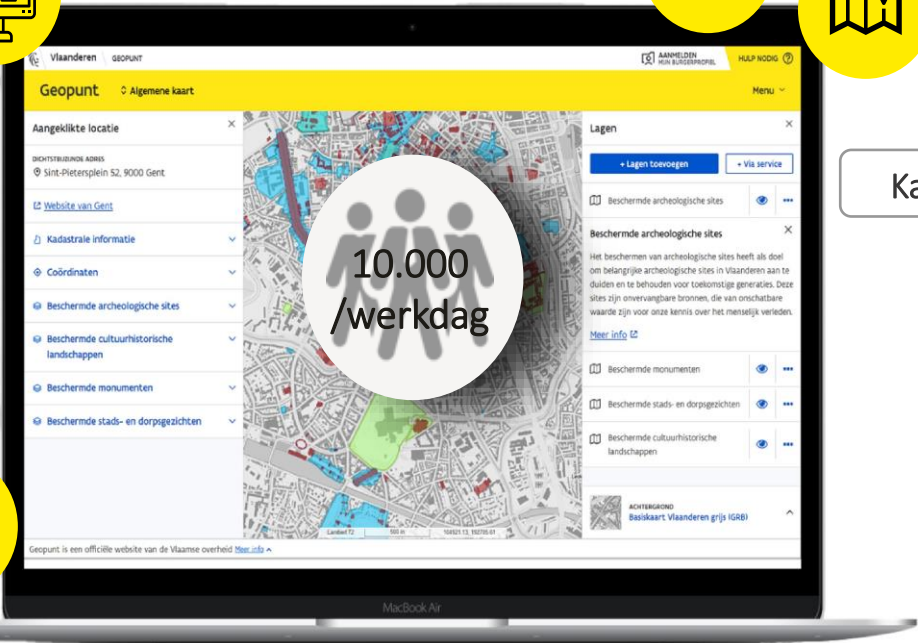 Vlaanderen
GEOPUNT
AANMELDEN
MIJN BURGERPROFIEL
HULP NODIG
Geopunt
Algemene kaart
Menu
Aangeklikte locatie
DICHTSTBIJZIJNDE ADRES
Sint-Pietersplein 52, 9000 Gent
Website van Gent
Kadastrale informatie
Coördinaten
Beschermde archeologische sites
Beschermde cultuurhistorische
landschappen
Beschermde monumenten
Beschermde stads- en dorpsgezichten
10.000
/werkdag
Lambert 72
500 m
Lagen
+ Lagen toevoegen
+ Via service
Beschermde archeologische sites
Beschermde archeologische sites
Het beschermen van archeologische sites heeft als doel
om belangrijke archeologische sites in Vlaanderen aan te
duiden en te behouden voor toekomstige generaties. Deze
sites zijn onvervangbare bronnen, die van onschatbare
waarde zijn voor onze kennis over het menselijk verleden.
Meer info
Beschermde monumenten
Beschermde stads- en dorpsgezichten
Beschermde cultuurhistorische
landschappen
ACHTERGROND
Basiskaart Vlaanderen grijs (GRB)
Geopunt is een officiële website van de Vlaamse overheid Meer info
MacBook Air
Ka